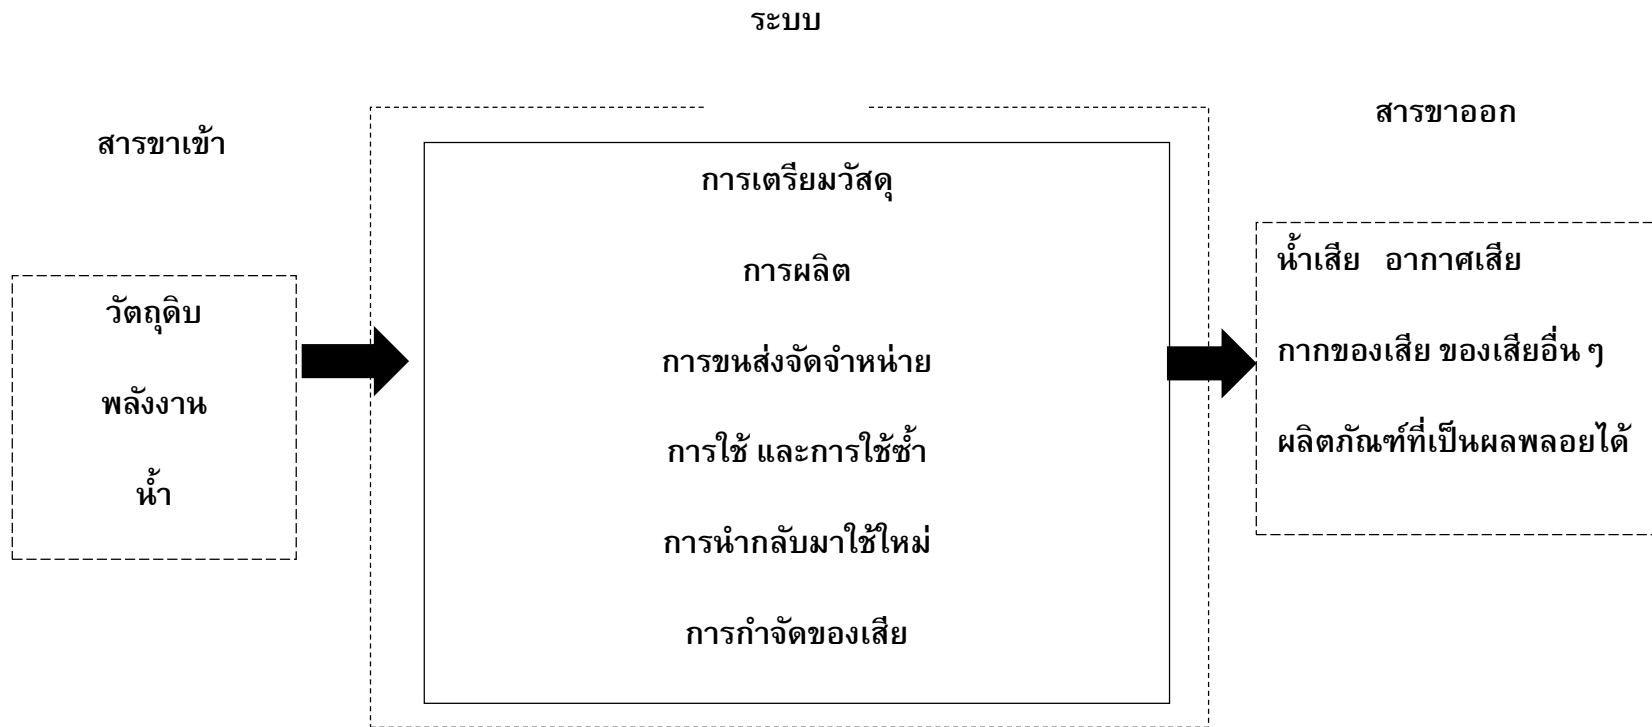 ระบบ
สารขาเข้า
วัตถุดิบ
พลังงาน
น้ำ
การเตรียมวัสดุ
การผลิต
การขนส่งจัดจำหน่าย
การใช้ และการใช้ซ้ำ
การนำกลับมาใช้ใหม่
การกำจัดของเสีย
สารขาออก
น้ำเสีย อากาศเสีย
กากของเสีย ของเสียอื่น ๆ
ผลิตภัณฑ์ที่เป็นผลพลอยได้